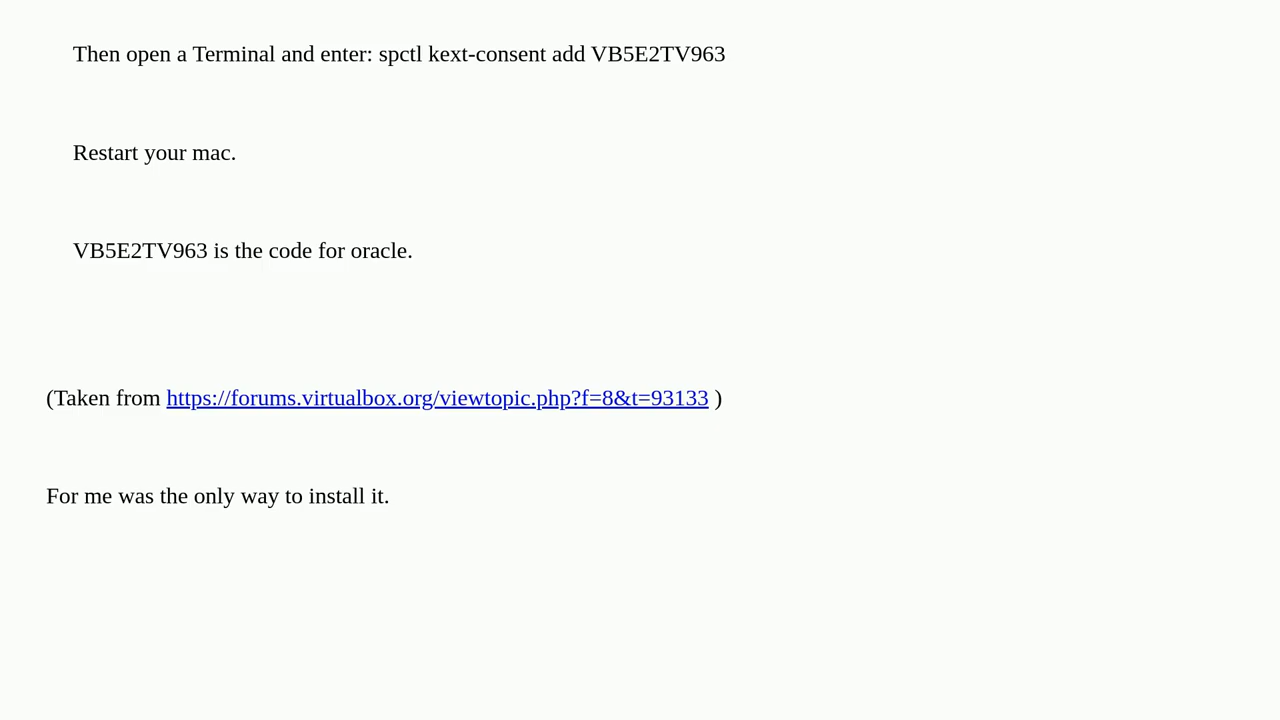 Then open a Terminal and enter: spctl kext-consent add VB5E2TV963
Restart your mac.
VB5E2TV963 is the code for oracle.
(Taken from https://forums.virtualbox.org/viewtopic.php?f=8&t=93133 )
For me was the only way to install it.